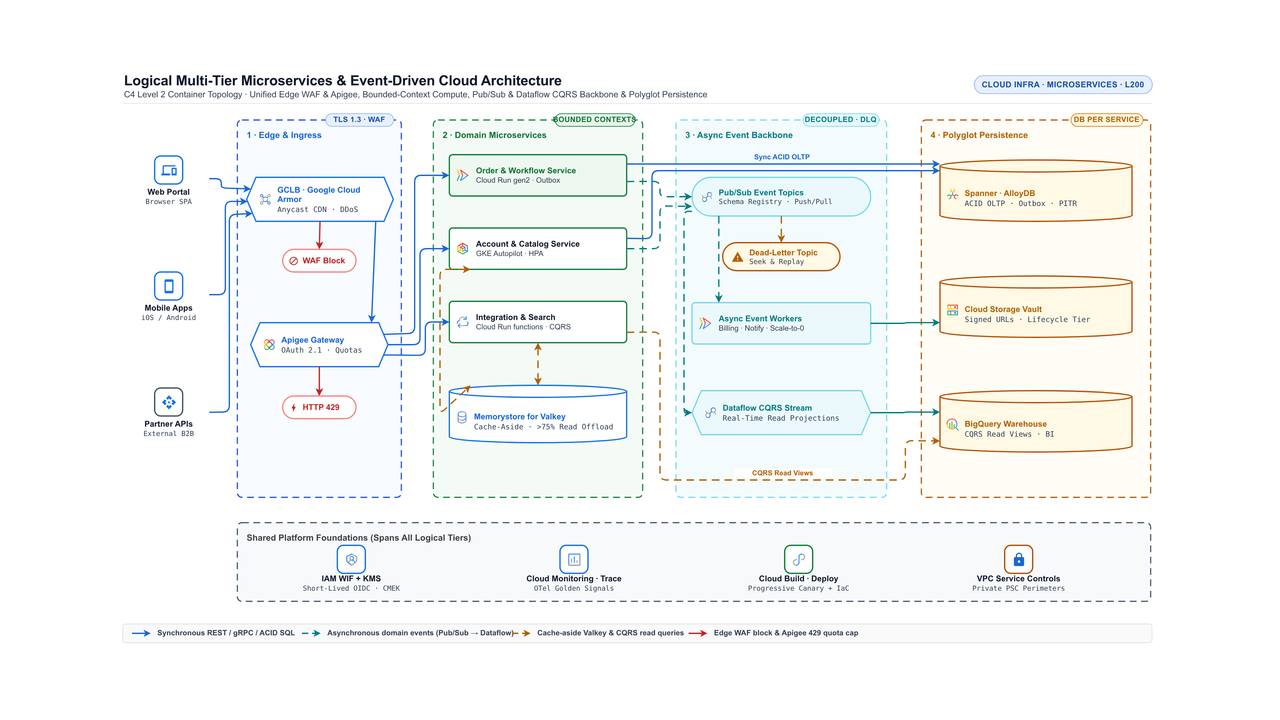 Logical Multi-Tier Microservices & Event-Driven Cloud Architecture
C4 Level 2 Container Topology · Unified Edge WAF & Apigee, Bounded-Context Compute, Pub/Sub & Dataflow CQRS Backbone & Polyglot Persistence
CLOUD INFRA · MICROSERVICES · L200
Web Portal
Browser SPA
Mobile Apps
iOS / Android
Partner APIs
External B2B
TLS 1.3 · WAF
1 · Edge & Ingress
GCLB · Google Cloud
Armor
Anycast CDN · DDoS
WAF Block
Apigee Gateway
OAuth 2.1 · Quotas
HTTP 429
BOUNDED CONTEXTS
2 · Domain Microservices
Order & Workflow Service
Cloud Run gen2 · Outbox
Account & Catalog Service
GKE Autopilot · HPA
Integration & Search
Cloud Run functions · CQRS
Memorystore for Valkey
Cache-Aside · >75% Read Offload
DECOUPLED · DLQ
3 · Async Event Backbone
Sync ACID OLTP
Pub/Sub Event Topics
Schema Registry · Push/Pull
Dead-Letter Topic
Seek & Replay
Async Event Workers
Billing · Notify · Scale-to-0
Dataflow CQRS Stream
Real-Time Read Projections
CQRS Read Views
DB PER SERVICE
4 · Polyglot Persistence
Spanner · AlloyDB
ACID OLTP · Outbox · PITR
Cloud Storage Vault
Signed URLs · Lifecycle Tier
BigQuery Warehouse
CQRS Read Views · BI
Shared Platform Foundations (Spans All Logical Tiers)
IAM WIF + KMS
Short-Lived OIDC · CMEK
Cloud Monitoring · Trace
OTel Golden Signals
Cloud Build · Deploy
Progressive Canary + IaC
VPC Service Controls
Private PSC Perimeters
Synchronous REST / gRPC / ACID SQL
Asynchronous domain events (Pub/Sub → Dataflow)
Cache-aside Valkey & CQRS read queries
Edge WAF block & Apigee 429 quota cap